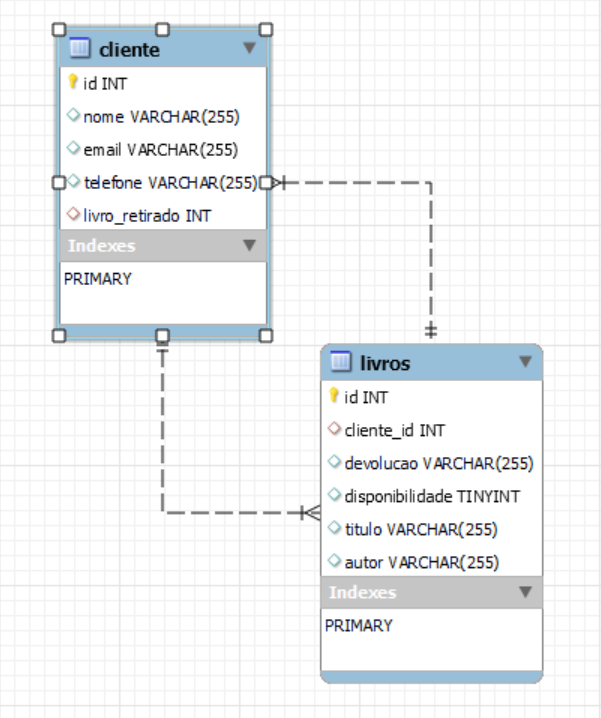 cliente
id INT
nome VARCHAR(255)
email VARCHAR(255)
telefone VARCHAR(255)
livro_retirado INT
Indexes
PRIMARY
livros
id INT
cliente_id INT
devolucao VARCHAR(255)
disponibilidade TINYINT
titulo VARCHAR(255)
autor VARCHAR(255)
Indexes
PRIMARY